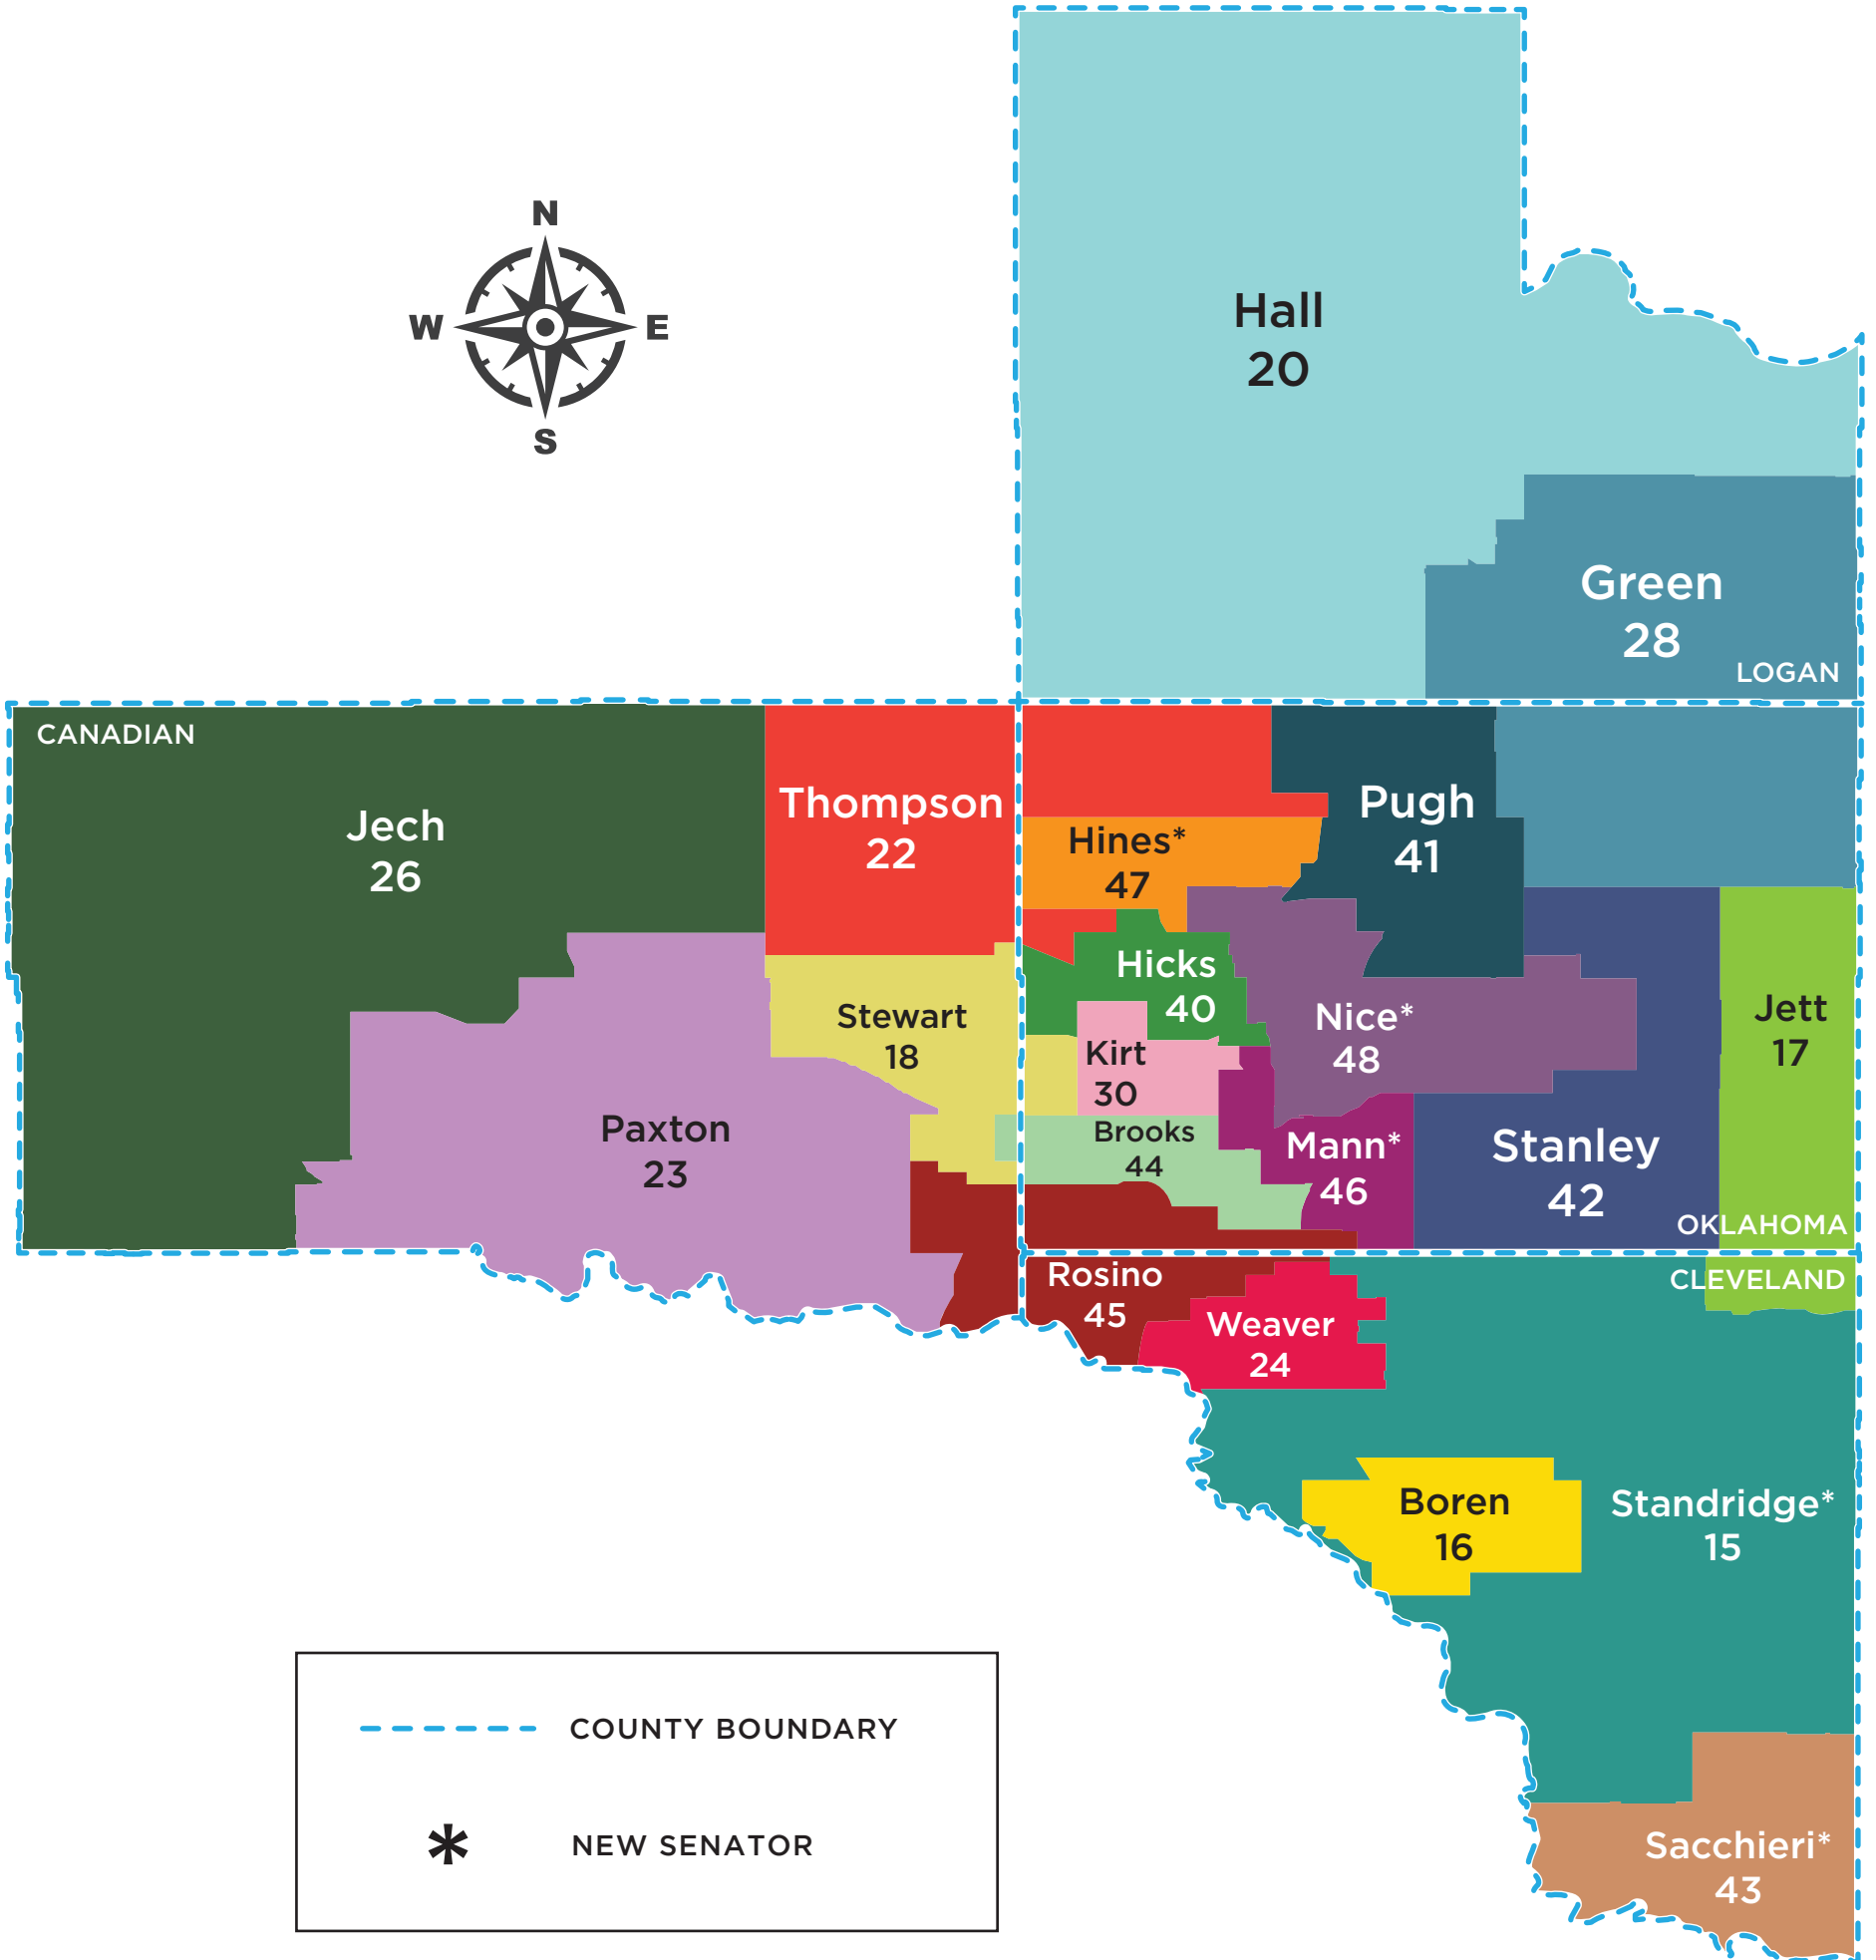 N
W
E
S
Hall
20
Green
28
LOGAN
CANADIAN
Jech
26
Thompson
22
Hines*
47
Pugh
41
Hicks
40
Stewart
18
Kirt
30
Nice*
48
Jett
17
Paxton
23
Brooks
44
Mann*
46
Stanley
42
OKLAHOMA
Rosino
45
CLEVELAND
Weaver
24
Boren
16
Standridge*
15
COUNTY BOUNDARY
* NEW SENATOR
Sacchieri*
43